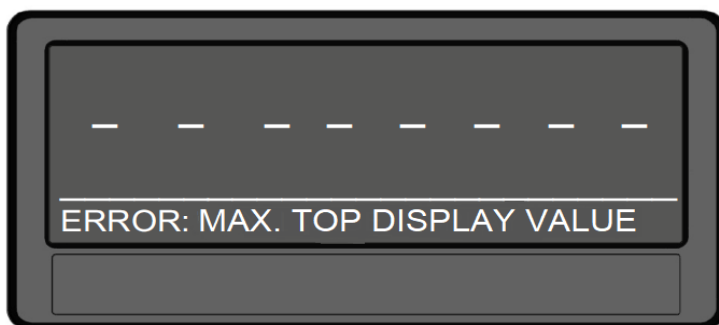 – – – – – – – –
ERROR: MAX. TOP DISPLAY VALUE